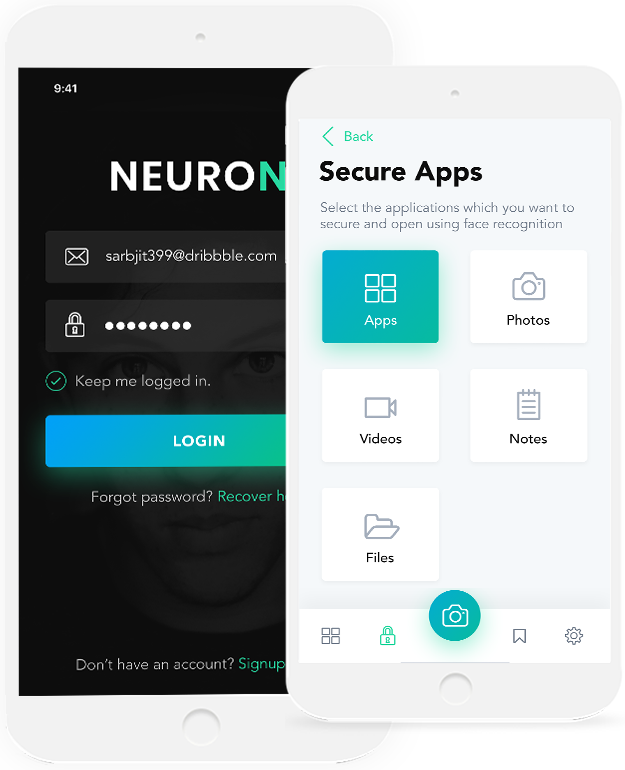 9:41
NEURON
sarbjit399@dribbble.com
Keep me logged in.
LOGIN
Forgot password? Recover
Don't have an account? Signup
Back
Secure Apps
Select the applications which you want to
secure and open using face recognition
Apps
Photos
Videos
Notes
Files